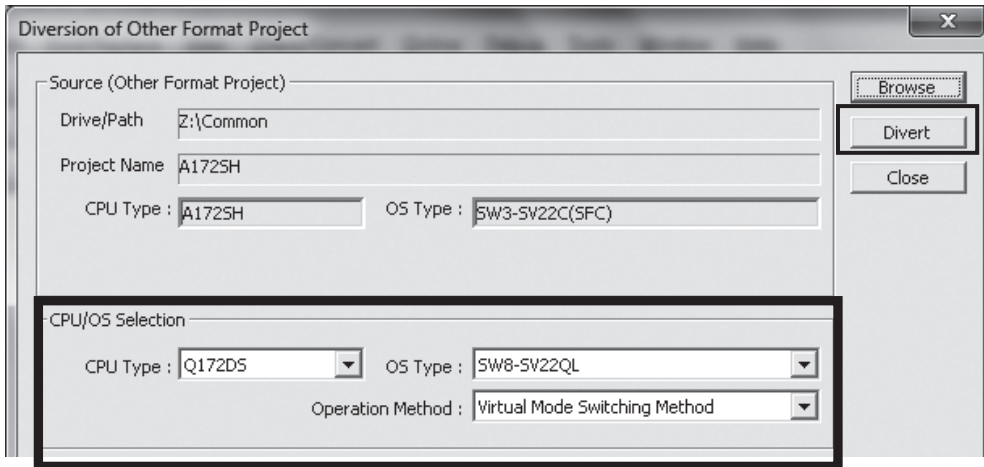 Diversion of Other Format Project
Source (Other Format Project)
Browse
Drive/Path Z:\Common
Divert
Project Name A172SH
Close
CPU Type : A172SH OS Type : SW3-SV22C(SFC)
CPU/OS Selection
CPU Type : Q172DS OS Type : SW8-SV22QL
Operation Method : Virtual Mode Switching Method